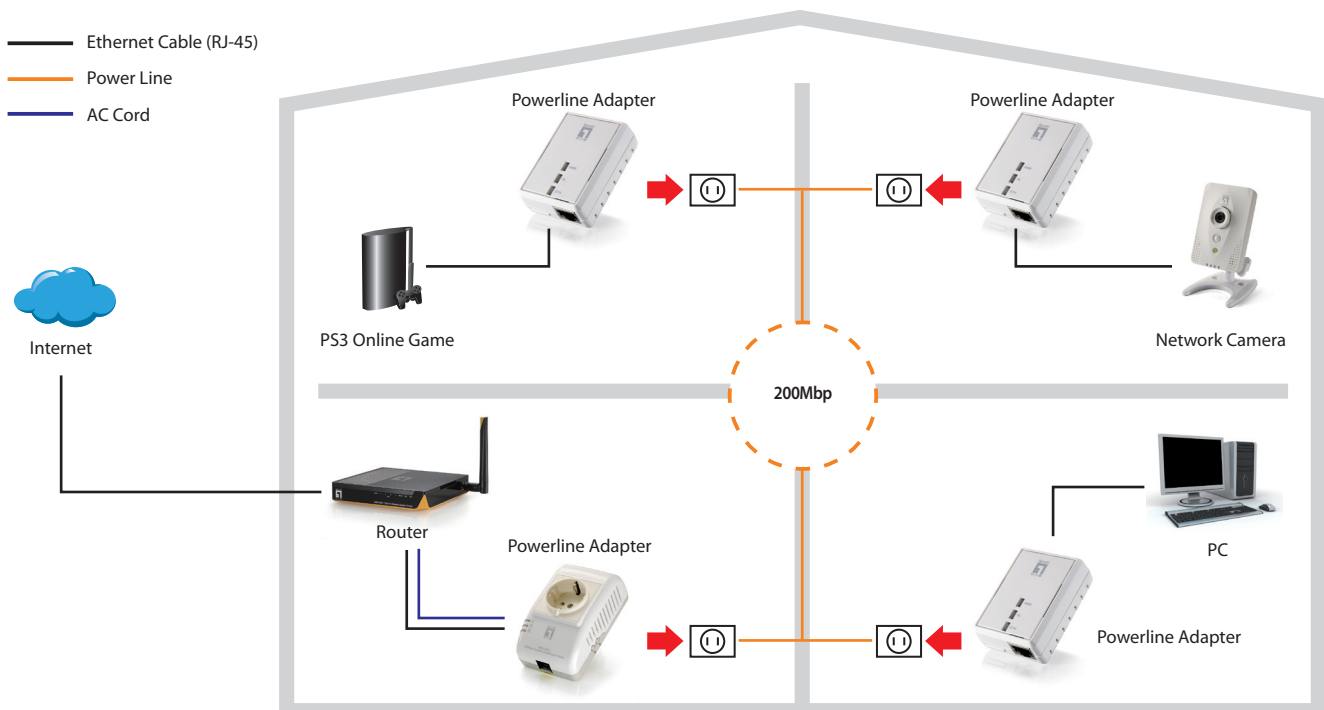 Ethernet Cable (RJ-45)
Power Line
AC Cord
Powerline Adapter
Powerline Adapter
PS3 Online Game
Network Camera
Internet
200Mbp
Router
Powerline Adapter
PC
Powerline Adapter